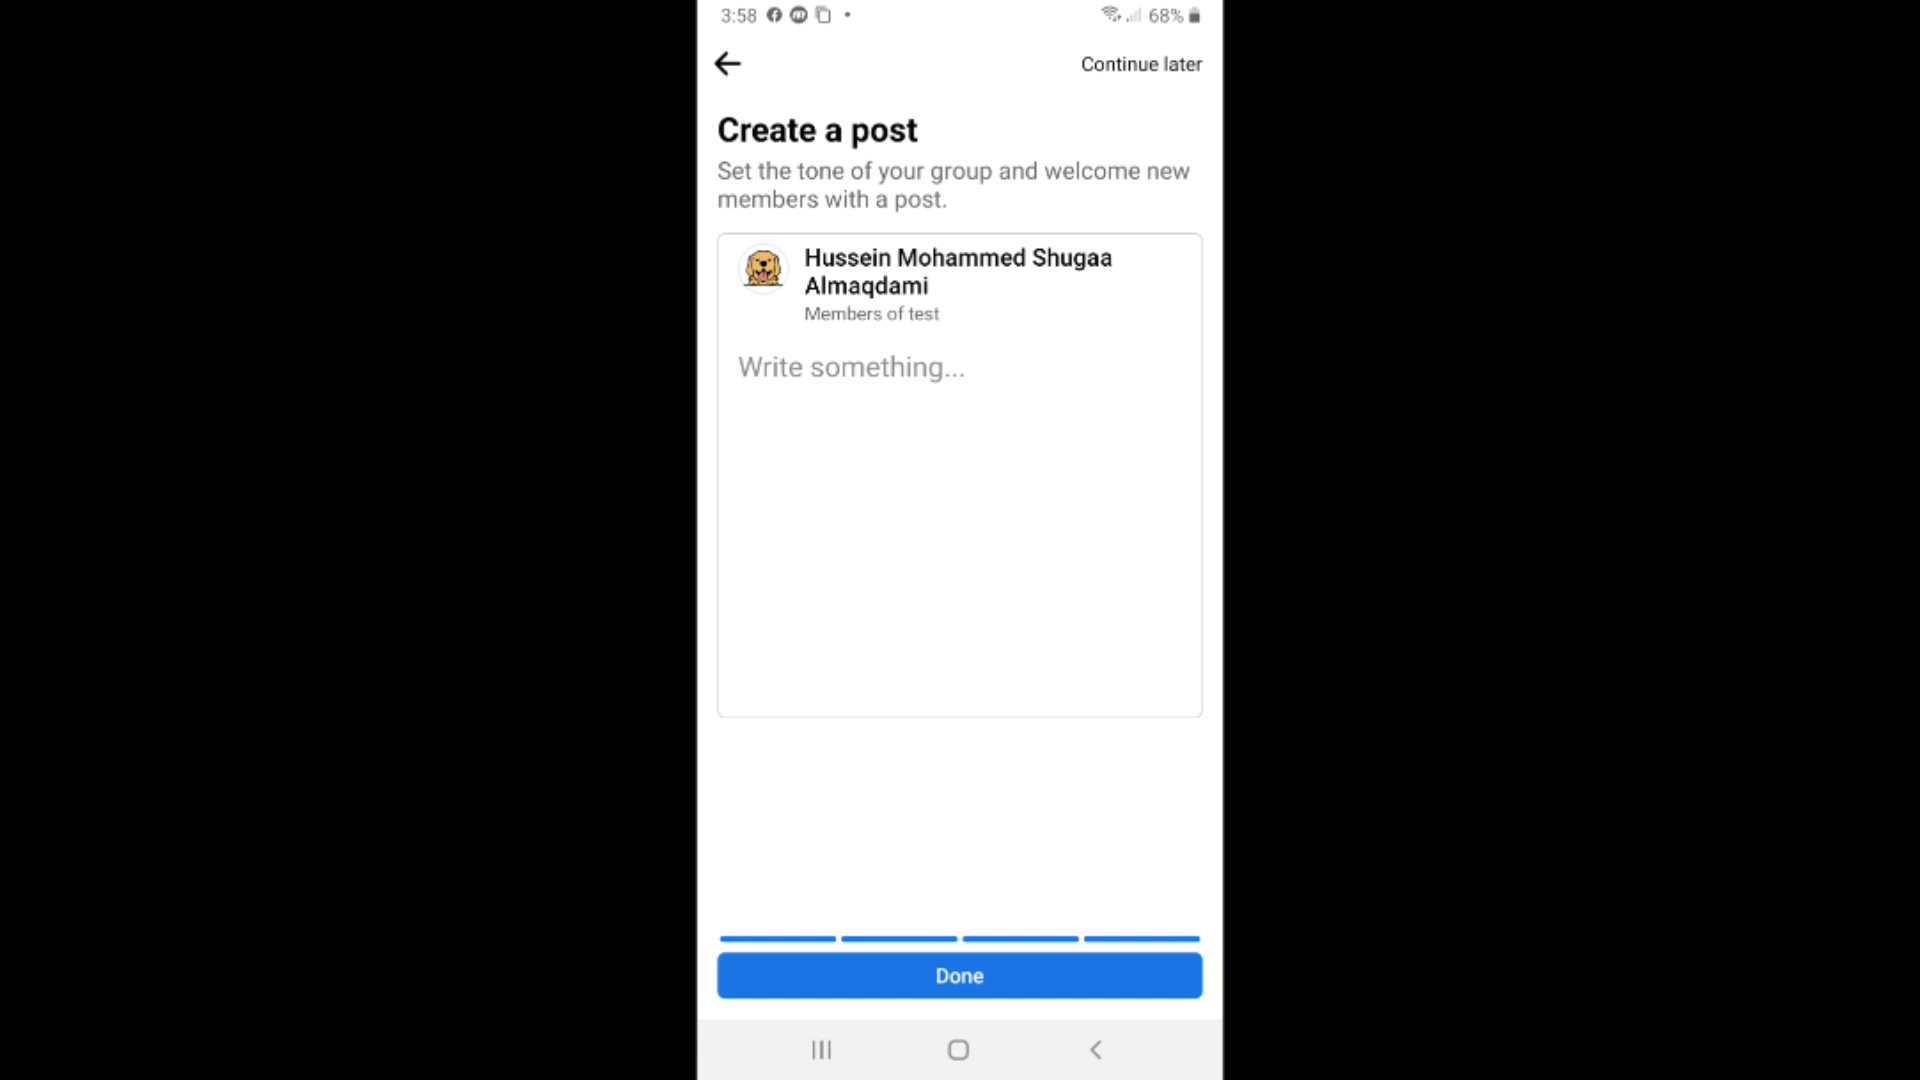 3:58
68%
Continue later
Create a post
Set the tone of your group and welcome new
members with a post.
Hussein Mohammed Shugaa
Almaqdami
Members of test
Write something...
Done